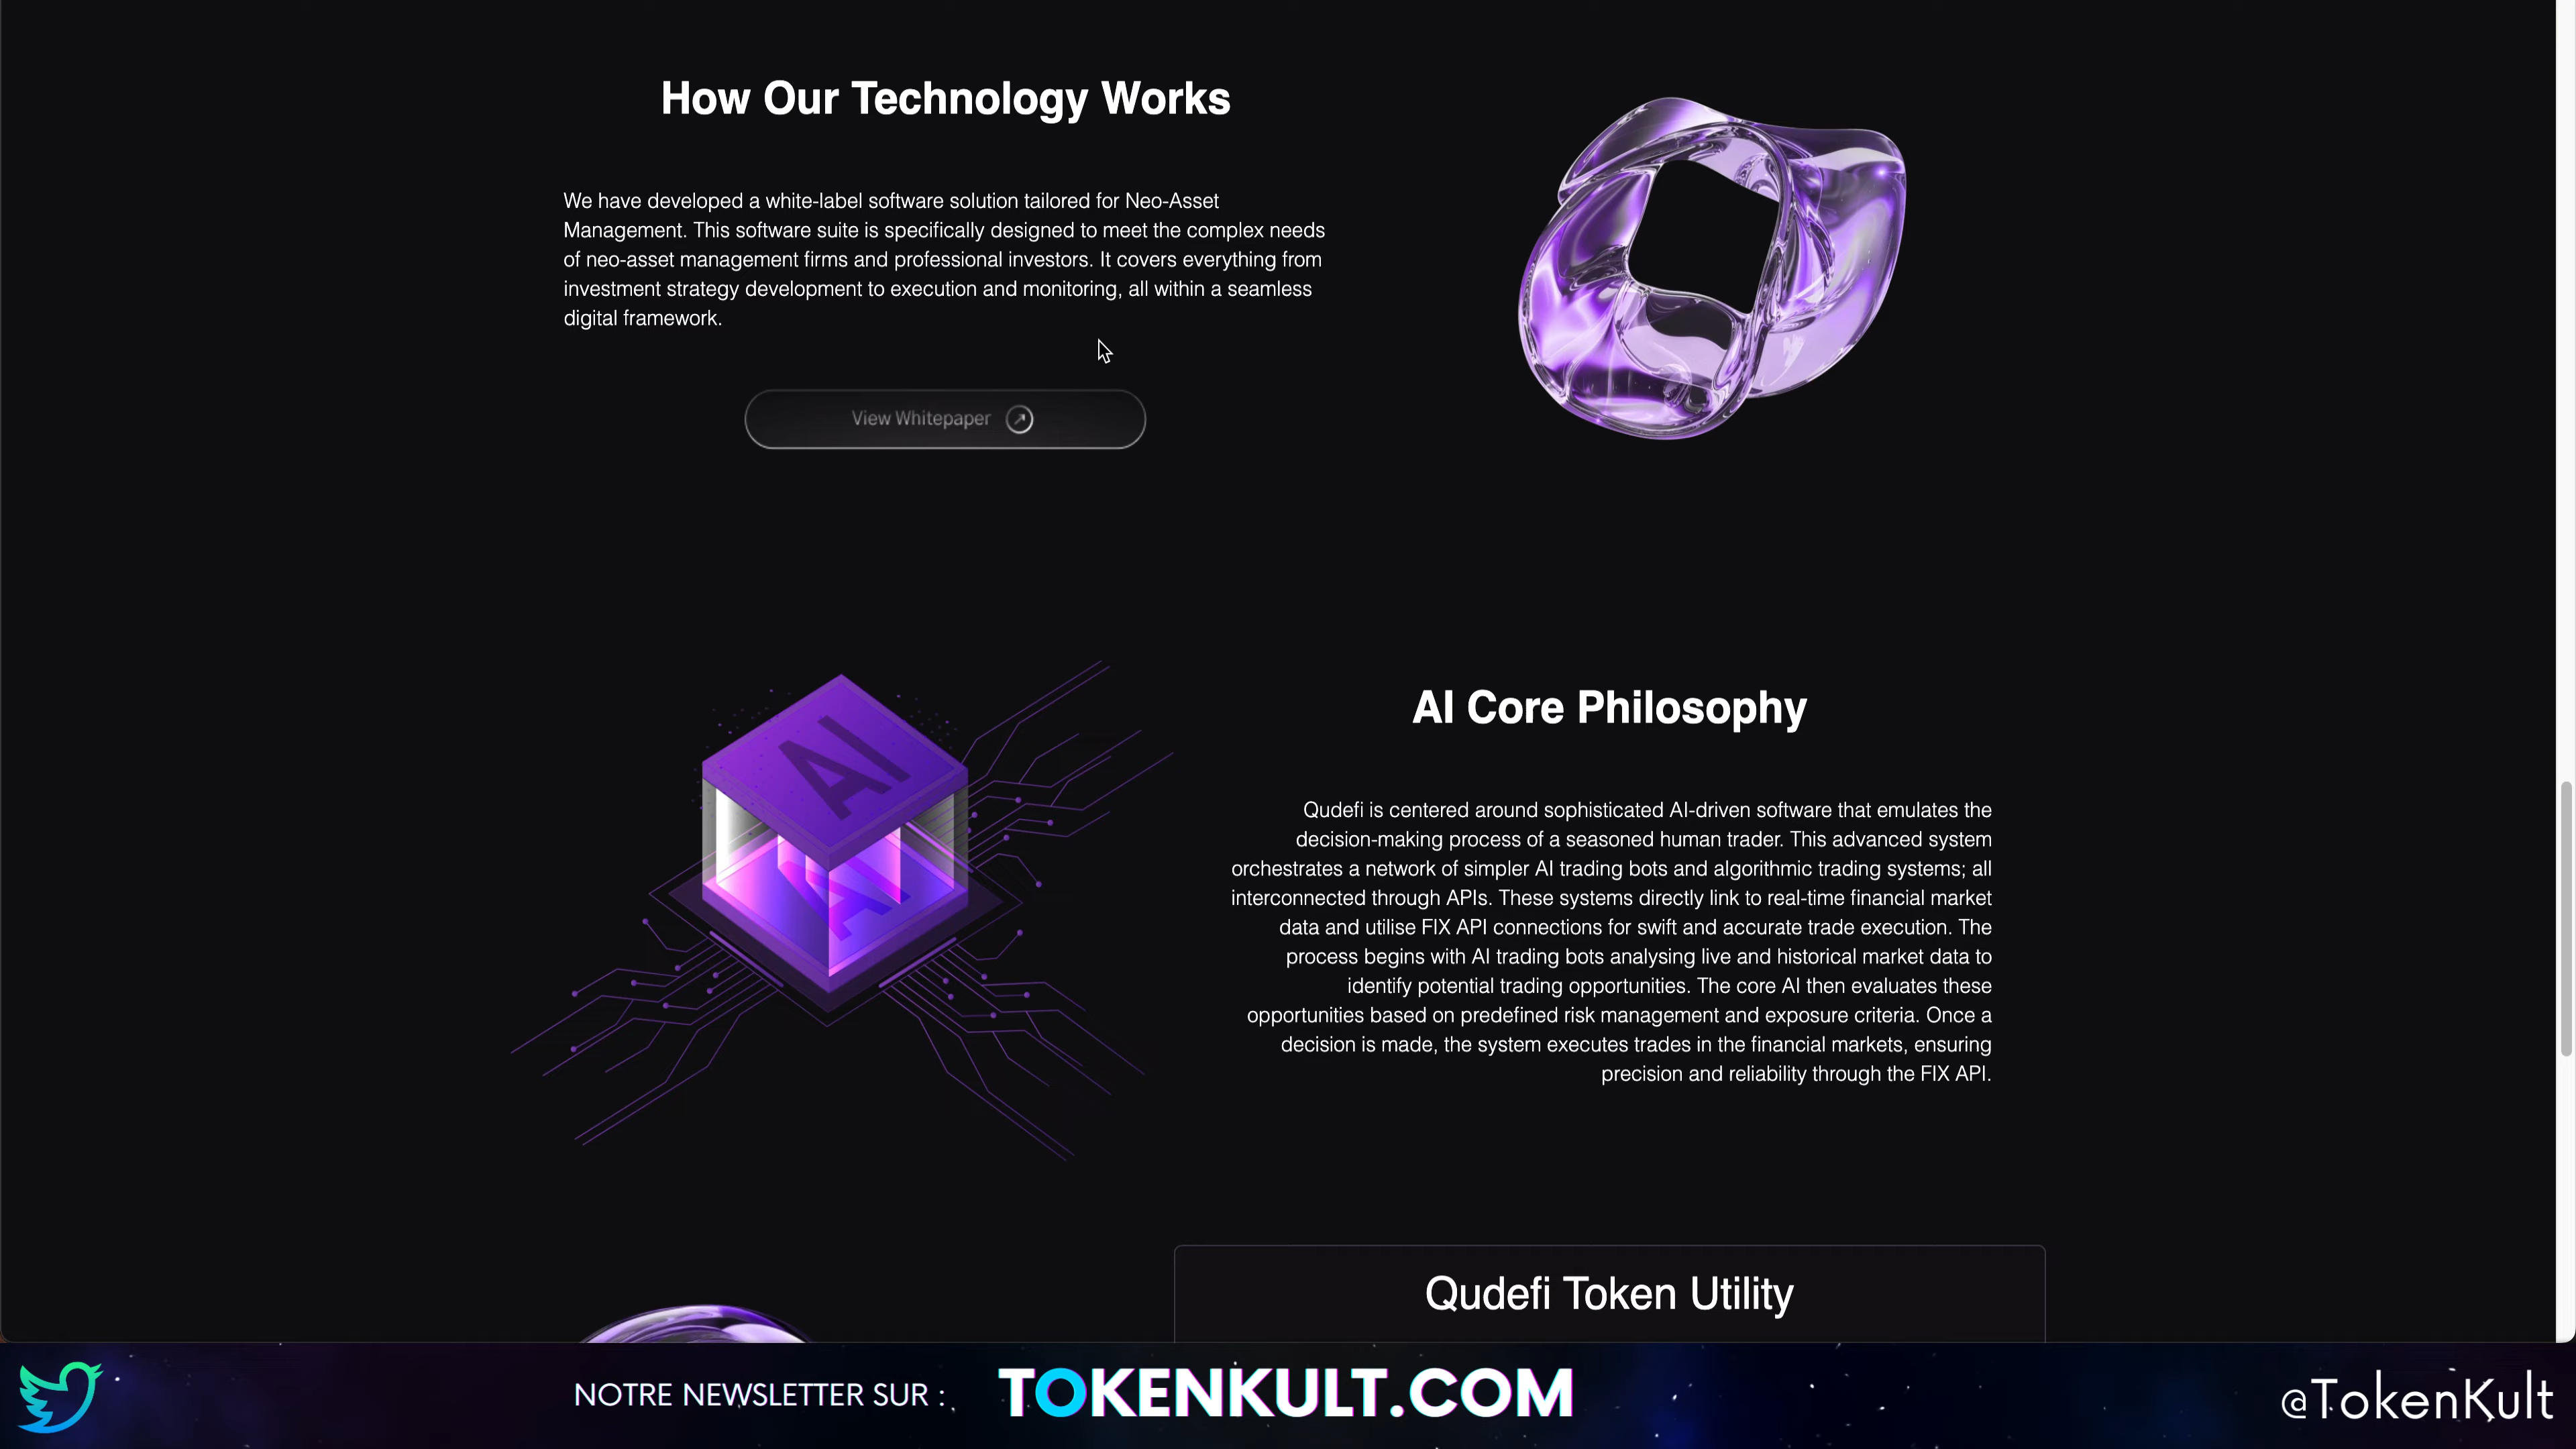 How Our Technology Works
We have developed a white-label software solution tailored for Neo-Asset
Management. This software suite is specifically designed to meet the complex needs
of neo-asset management firms and professional investors. It covers everything from
investment strategy development to execution and monitoring, all within a seamless
digital framework.
View Whitepaper
AI
AI
AI Core Philosophy
Qudefi is centered around sophisticated AI-driven software that emulates the
decision-making process of a seasoned human trader. This advanced system
orchestrates a network of simpler AI trading bots and algorithmic trading systems; all
interconnected through APIs. These systems directly link to real-time financial market
data and utilise FIX API connections for swift and accurate trade execution. The
process begins with AI trading bots analysing live and historical market data to
identify potential trading opportunities. The core AI then evaluates these
opportunities based on predefined risk management and exposure criteria. Once a
decision is made, the system executes trades in the financial markets, ensuring
precision and reliability through the FIX API.
Qudefi Token Utility
NOTRE NEWSLETTER SUR :
TOKENKULT.COM
@TokenKult